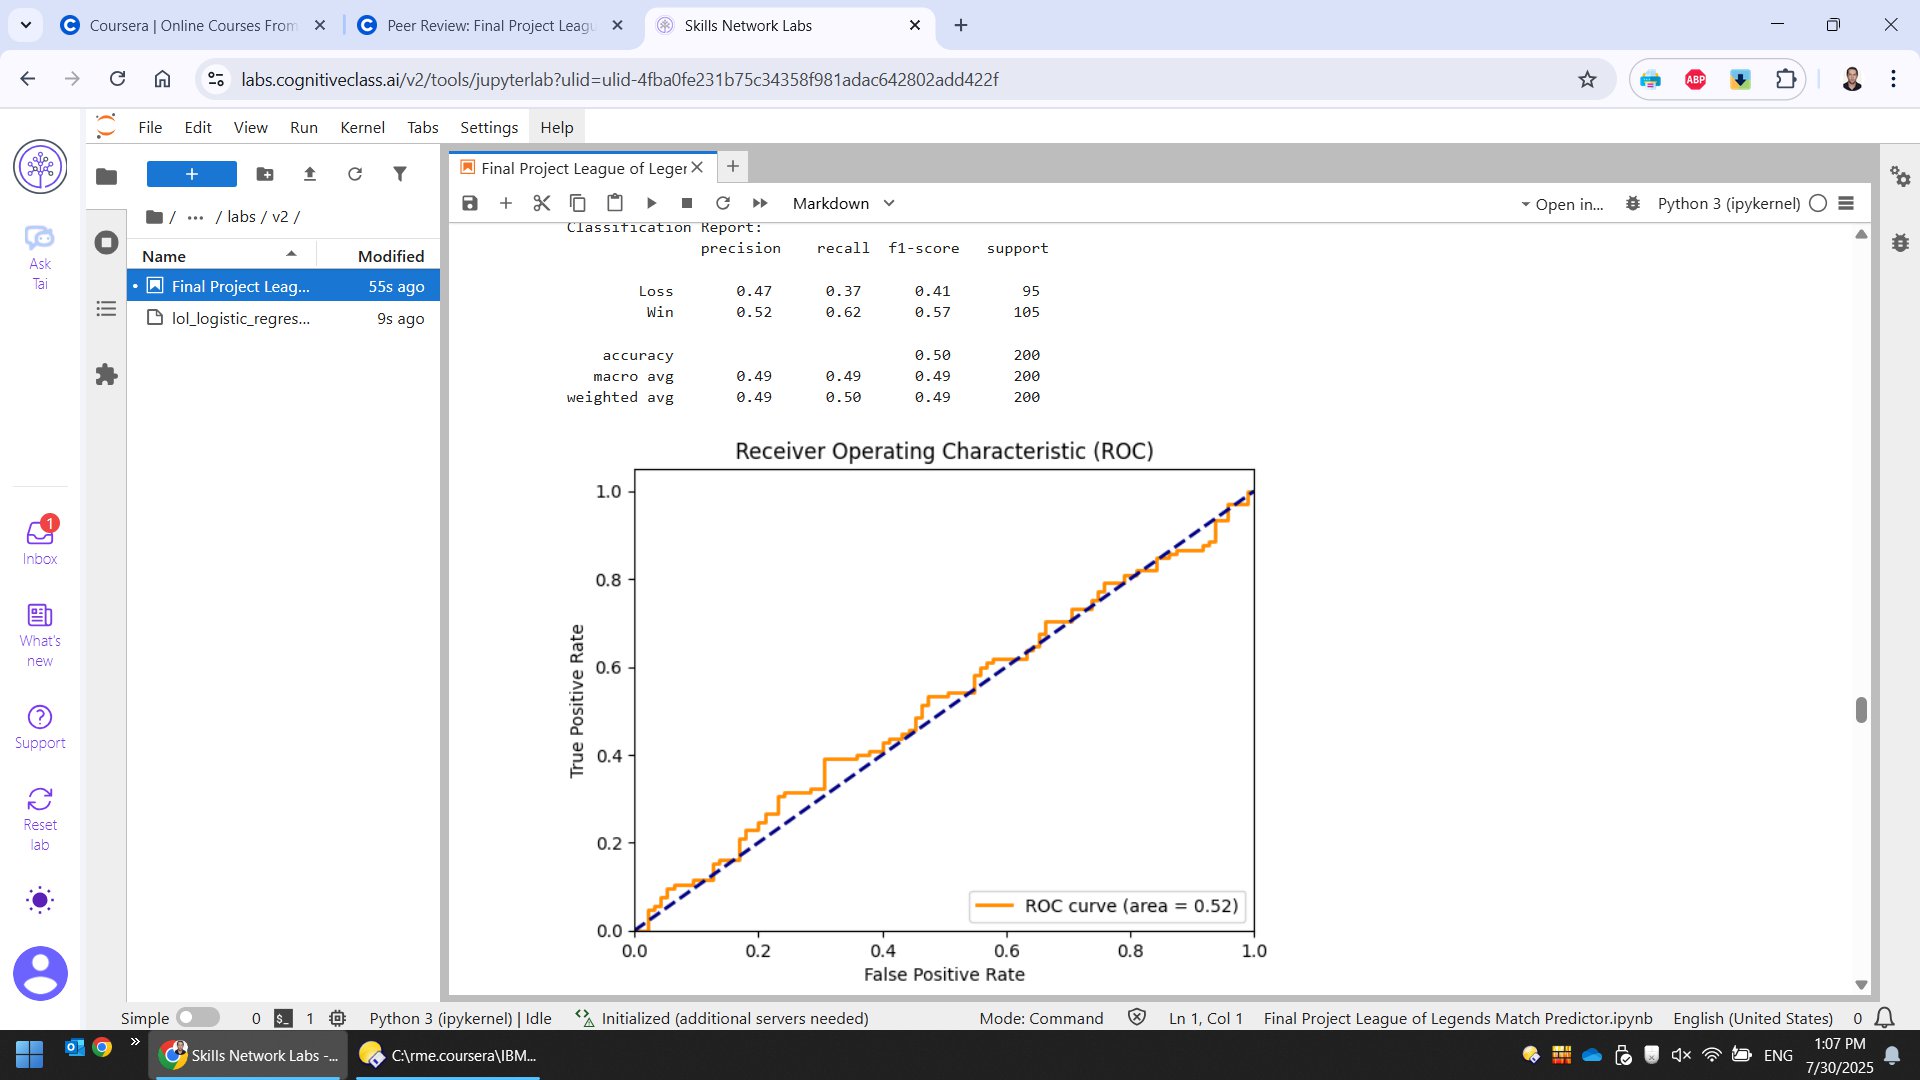 Coursera | Online Courses From
Peer Review: Final Project Leagu
Skills Network Labs
labs.cognitiveclass.ai/v2/tools/jupyterlab?ulid=ulid-4fba0fe231b75c34358f981adac642802add422f
ABP
File Edit View Run Kernel Tabs Settings Help
Ask
Tai
Inbox
1
What's
new
Support
Reset
lab
+
/ ··· / labs / v2 /
Name Modified
Final Project Leag... 55s ago
lol_logistic_regres... 9s ago
Final Project League of Leger
Markdown
Open in...
Python 3 (ipykernel)
Classification Report:
precision recall f1-score support
Loss 0.47 0.37 0.41 95
Win 0.52 0.62 0.57 105
accuracy 0.50 200
macro avg 0.49 0.49 0.49 200
weighted avg 0.49 0.50 0.49 200
Receiver Operating Characteristic (ROC)
1.0
0.8
0.6
0.4
0.2
0.0
True Positive Rate
ROC curve (area = 0.52)
0.0 0.2 0.4 0.6 0.8 1.0
False Positive Rate
Simple 0 $_ 1 Python 3 (ipykernel) | Idle Initialized (additional servers needed) Mode: Command Ln 1, Col 1 Final Project League of Legends Match Predictor.ipynb English (United States) 0
Skills Network Labs -...
C:\rme.coursera\IBM...
ENG
1:07 PM
7/30/2025